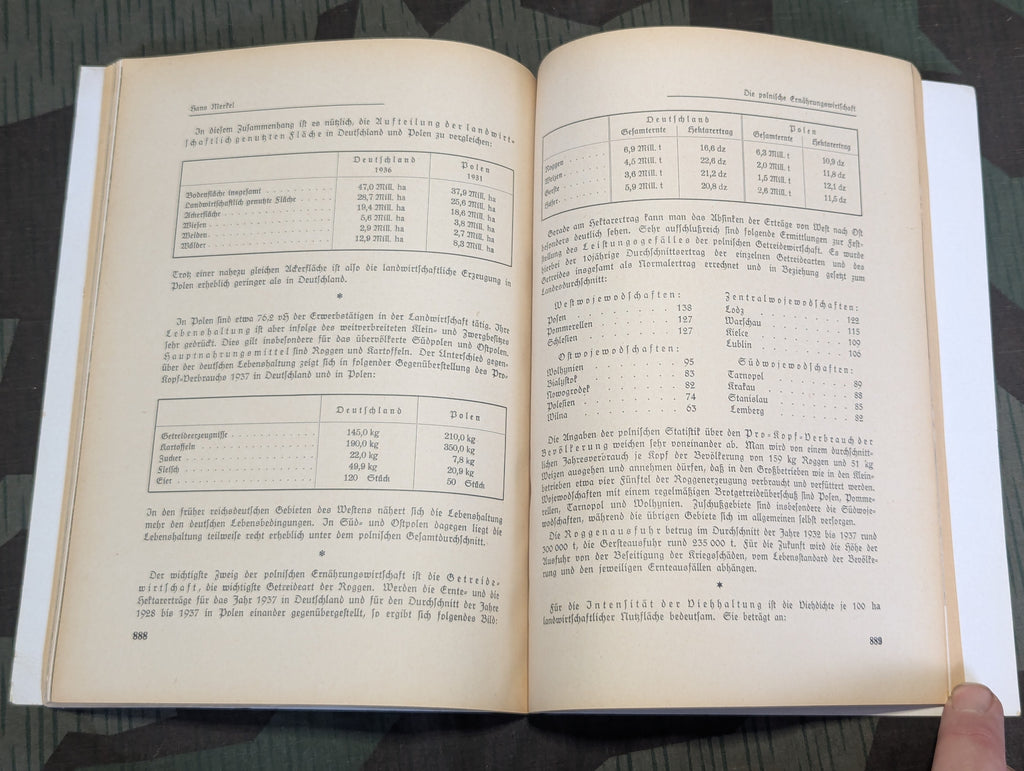 Hans Merkel
In diesem Zusammenhang ist es nützlich, die Aufteilung der landwirt-
schaftlich genutzten Fläche in Deutschland und Polen zu vergleichen:
Deutschland 1936 Polen 1931
Bodenfläche insgesamt 47,0 Mill. ha 37,9 Mill. ha
Landwirtschaftlich genutzte Fläche 28,7 Mill. ha 25,6 Mill. ha
Ackerfläche 19,4 Mill. ha 18,6 Mill. ha
Wiesen 5,6 Mill. ha 3,8 Mill. ha
Weiden 2,9 Mill. ha 2,7 Mill. ha
Wälder 12,9 Mill. ha 8,3 Mill. ha
Trotz einer nahezu gleichen Ackerfläche ist also die landwirtschaftliche Erzeugung in
Polen erheblich geringer als in Deutschland.
*
In Polen sind etwa 76,2 vH der Erwerbstätigen in der Landwirtschaft tätig. Ihre
Lebenshaltung ist aber infolge des weitverbreiteten Klein- und Zwergbesitzes
sehr gedrückt. Dies gilt insbesondere für das übervölkerte Südpolen und Ostpolen.
Hauptnahrungsmittel sind Roggen und Kartoffeln. Der Unterschied gegen-
über der deutschen Lebenshaltung zeigt sich in folgender Gegenüberstellung des Pro-
Kopf-Verbrauchs 1937 in Deutschland und in Polen:
Deutschland Polen
Getreideerzeugnisse 145,0 kg 210,0 kg
Kartoffeln 190,0 kg 350,0 kg
Zucker 22,0 kg 7,8 kg
Fleisch 49,9 kg 20,9 kg
Eier 120 Stück 50 Stück
In den früher reichsdeutschen Gebieten des Westens nähert sich die Lebenshaltung
mehr den deutschen Lebensbedingungen. In Süd- und Ostpolen dagegen liegt die
Lebenshaltung teilweise recht erheblich unter dem polnischen Gesamtdurchschnitt.
*
Der wichtigste Zweig der polnischen Ernährungswirtschaft ist die Getreide-
wirtschaft, die wichtigste Getreideart der Roggen. Werden die Ernte- und die
Hektarerträge für das Jahr 1937 in Deutschland und für den Durchschnitt der Jahre
1928 bis 1937 in Polen einander gegenübergestellt, so ergibt sich folgendes Bild:
888
Die polnische Ernährungswirtschaft
Deutschland Polen
Gesamternte Hektarertrag Gesamternte Hektarertrag
Roggen 6,9 Mill. t 16,6 dz 6,3 Mill. t 10,9 dz
Weizen 4,5 Mill. t 22,6 dz 2,0 Mill. t 11,8 dz
Gerste 3,6 Mill. t 21,2 dz 1,5 Mill. t 12,1 dz
Hafer 5,9 Mill. t 20,8 dz 2,6 Mill. t 11,5 dz
Gerade am Hektarertrag kann man das Absinken der Erträge von West nach Ost
besonders deutlich sehen. Sehr aufschlußreich sind folgende Ermittlungen zur Fest-
stellung des Leistungsgefälles der polnischen Getreidewirtschaft. Es wurde
hierbei der 10jährige Durchschnittsertrag der einzelnen Getreidearten und des
Getreides insgesamt als Normalertrag errechnet und in Beziehung gesetzt zum
Landesdurchschnitt:
Westwojewodschaften:
Posen 138
Pommerellen 127
Schlesien 127
Ostwojewodschaften:
Wolhynien 95
Bialystok 83
Nowogrodek 82
Polesien 74
Wilna 63
Zentralwojewodschaften:
Lodz 122
Warschau 115
Kielce 109
Lublin 106
Südwojewodschaften:
Tarnopol 89
Krakau 88
Stanislau 85
Lemberg 82
Die Angaben der polnischen Statistik über den Pro-Kopf-Verbrauch der
Bevölkerung weichen sehr voneinander ab. Man wird von einem durchschnitt-
lichen Jahresverbrauch je Kopf der Bevölkerung von 159 kg Roggen und 51 kg
Weizen ausgehen und annehmen dürfen, daß in den Großbetrieben wie in den Klein-
betrieben etwa vier Fünftel der Roggenerzeugung verbraucht und verfüttert werden.
Wojewodschaften mit einem regelmäßigen Brotgetreideüberschuß sind Polen, Pomme-
rellen, Tarnopol und Wolhynien. Zuschußgebiete sind insbesondere die Südwoje-
wodschaften, während die übrigen Gebiete sich im allgemeinen selbst versorgen.
Die Roggenausfuhr betrug im Durchschnitt der Jahre 1932 bis 1937 rund
300 000 t, die Gersteausfuhr rund 235 000 t. Für die Zukunft wird die Höhe der
Ausfuhr von der Beseitigung der Kriegsschäden, vom Lebensstandard der Bevölke-
rung und den jeweiligen Ernteausfällen abhängen.
*
Für die Intensität der Viehhaltung ist die Viehdichte je 100 ha
landwirtschaftlicher Nutzfläche bedeutsam. Sie beträgt an:
889